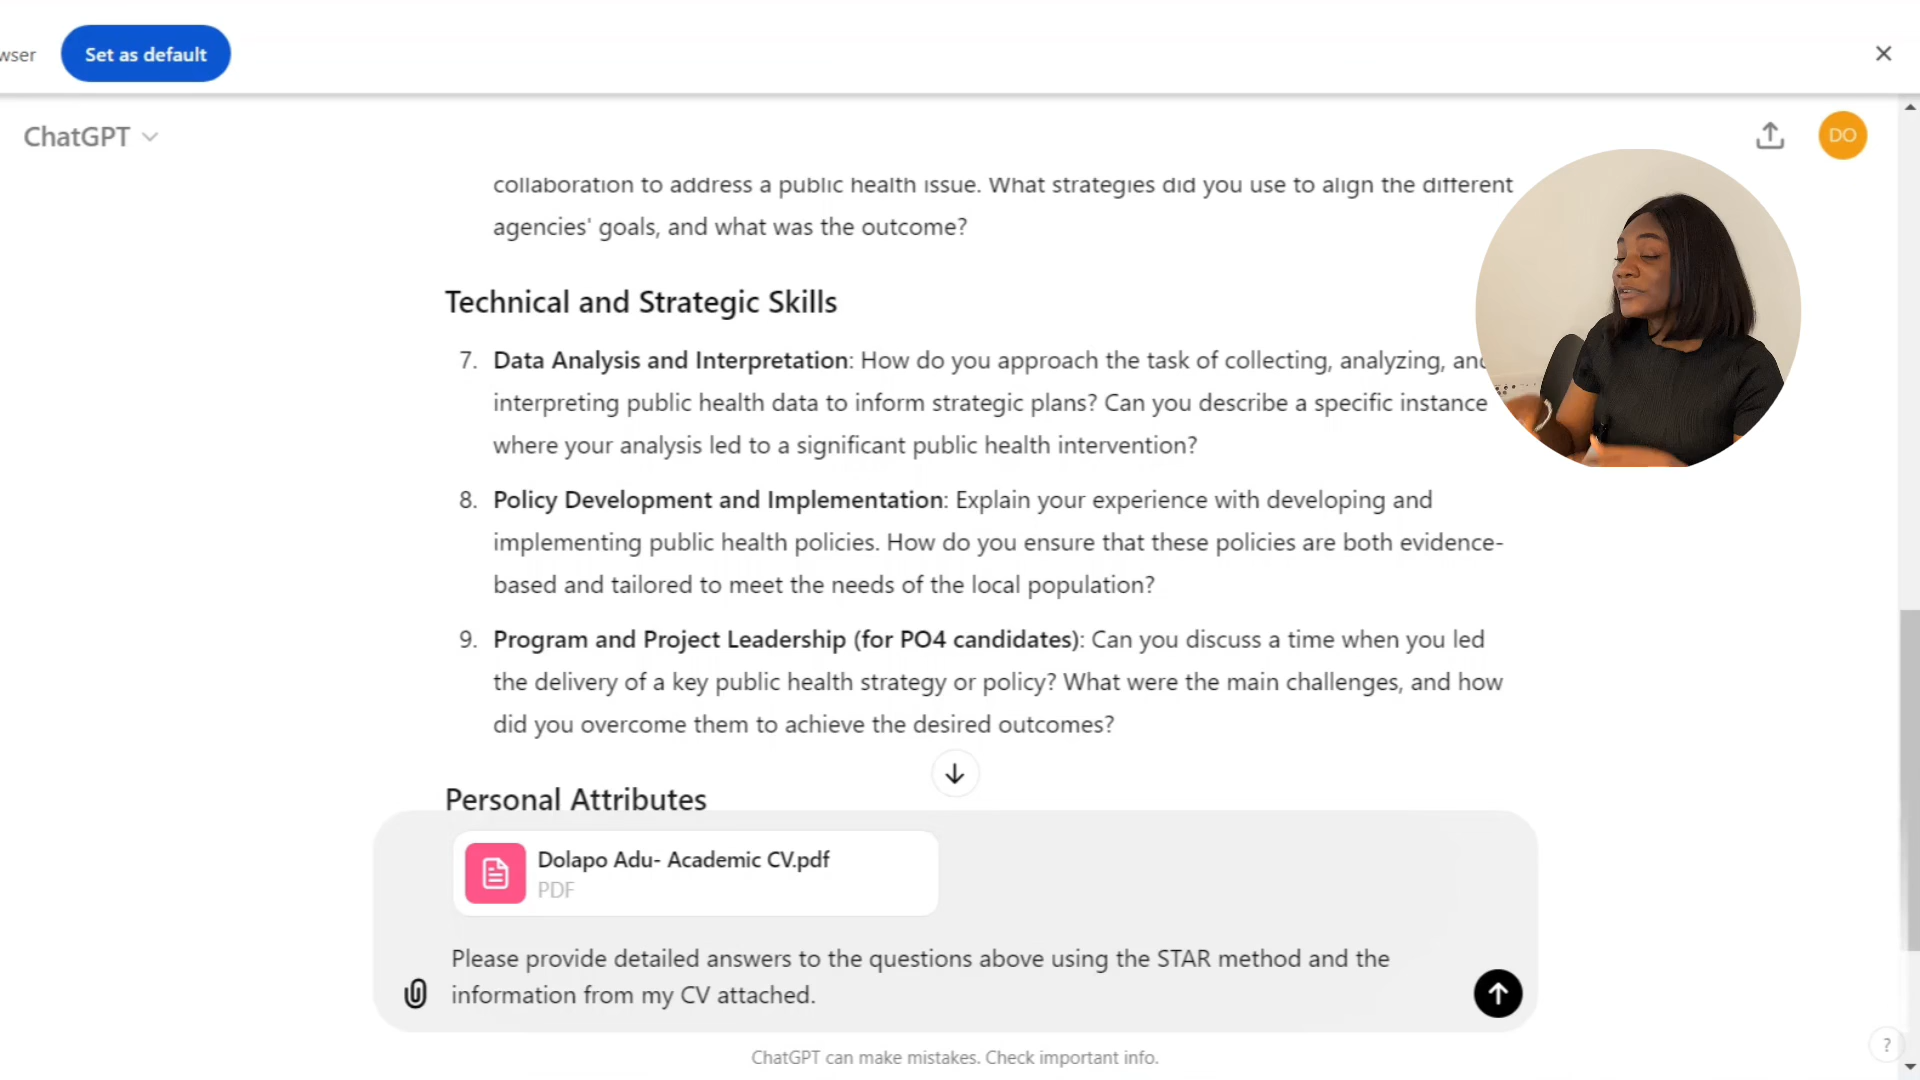 wser
Set as default
ChatGPT
DO
collaboration to address a public health issue. What strategies did you use to align the different
agencies' goals, and what was the outcome?
Technical and Strategic Skills
7. Data Analysis and Interpretation: How do you approach the task of collecting, analyzing, and
interpreting public health data to inform strategic plans? Can you describe a specific instance
where your analysis led to a significant public health intervention?
8. Policy Development and Implementation: Explain your experience with developing and
implementing public health policies. How do you ensure that these policies are both evidence-
based and tailored to meet the needs of the local population?
9. Program and Project Leadership (for PO4 candidates): Can you discuss a time when you led
the delivery of a key public health strategy or policy? What were the main challenges, and how
did you overcome them to achieve the desired outcomes?
Personal Attributes
Dolapo Adu- Academic CV.pdf
PDF
Please provide detailed answers to the questions above using the STAR method and the
information from my CV attached.
ChatGPT can make mistakes. Check important info.
?